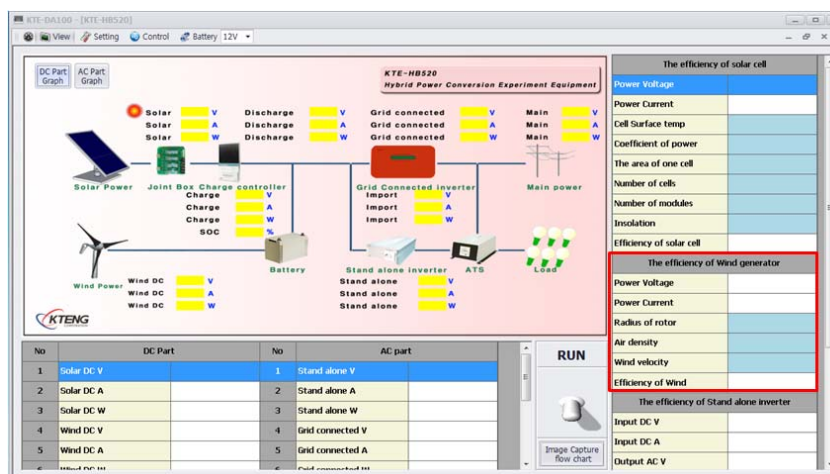 KTE-DA100 - [KTE-HB520]
View Setting Control Battery 12V
DC Part Graph
AC Part Graph
KTE-HB520
Hybrid Power Conversion Experiment Equipment
Solar V Discharge V Grid connected V Main V
Solar A Discharge A Grid connected A Main A
Solar W Discharge W Grid connected W Main W
Solar Power Joint Box Charge controller Grid Connected inverter Main power
Charge V Import V
Charge A Import A
Charge W Import W
SOC %
Battery Stand alone inverter ATS Load
Wind Power
Wind DC V Stand alone V
Wind DC A Stand alone A
Wind DC W Stand alone W
KTENG
No DC Part No AC part
1 Solar DC V 1 Stand alone V
2 Solar DC A 2 Stand alone A
3 Solar DC W 3 Stand alone W
4 Wind DC V 4 Grid connected V
5 Wind DC A 5 Grid connected A
6 Wind DC W 6 Grid connected W
RUN
Image Capture
flow chart
The efficiency of solar cell
Power Voltage
Power Current
Cell Surface temp
Coefficient of power
The area of one cell
Number of cells
Number of modules
Insolation
Efficiency of solar cell
The efficiency of Wind generator
Power Voltage
Power Current
Radius of rotor
Air density
Wind velocity
Efficiency of Wind
The efficiency of Stand alone inverter
Input DC V
Input DC A
Output AC V